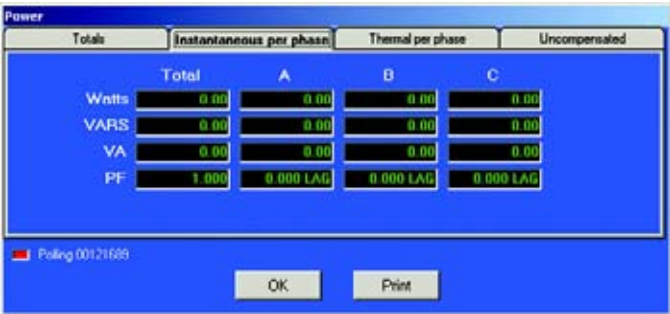 Power
Totals Instantaneous per phase Thermal per phase Uncompensated
Total A B C
Watts 0.00 0.00 0.00 0.00
VARS 0.00 0.00 0.00 0.00
VA 0.00 0.00 0.00 0.00
PF 1.000 0.000 LAG 0.000 LAG 0.000 LAG
Polling 00121689
OK Print